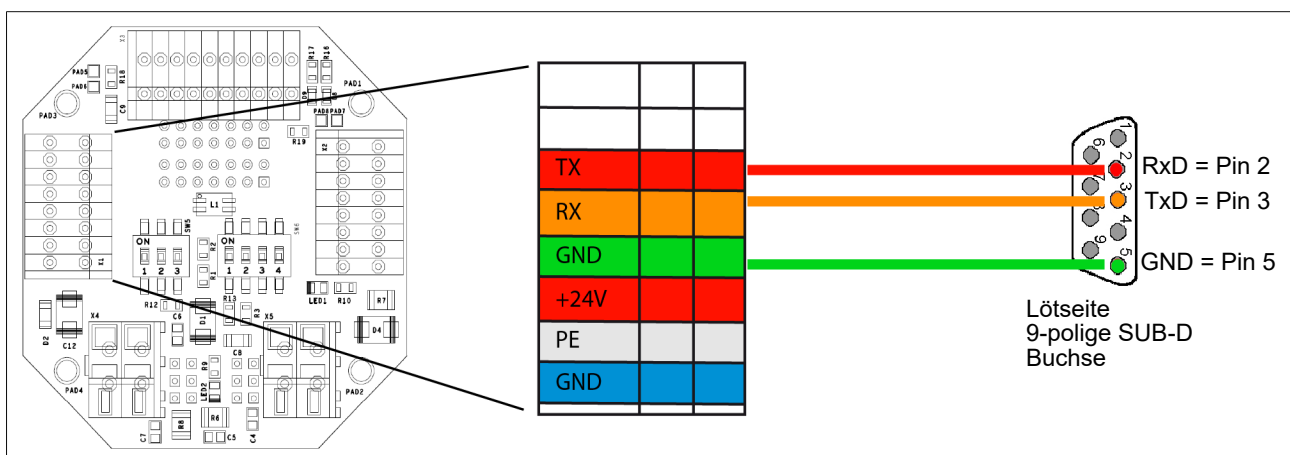 X3
R17
R16
PAD5
PAD6
R18
C9
PAD3
D9
D8
PAD8
PAD7
PAD1
R19
X2
X1
L1
SW5
SW6
ON
1 2 3
ON
1 2 3 4
R2
R1
R12
R13
R3
LED1
R10
R7
X4
C6
D1
X5
D2
C12
C8
D4
R9
LED2
PAD4
PAD2
C7
R8
R6
C5
C4
TX
RX
GND
+24V
PE
GND
1
6
2
7
3
8
4
9
5
RxD = Pin 2
TxD = Pin 3
GND = Pin 5
Lötseite
9-polige SUB-D
Buchse